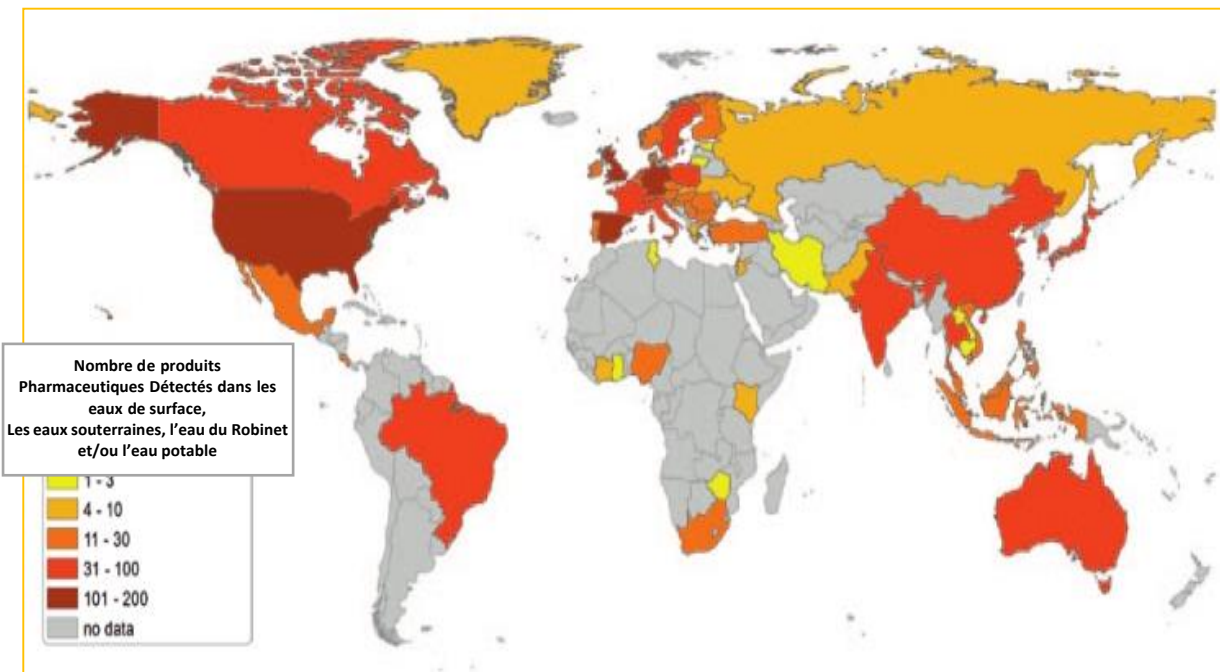 Nombre de produits
Pharmaceutiques Détectés dans les
eaux de surface,
Les eaux souterraines, l’eau du Robinet
et/ou l’eau potable
1 - 3
4 - 10
11 - 30
31 - 100
101 - 200
no data